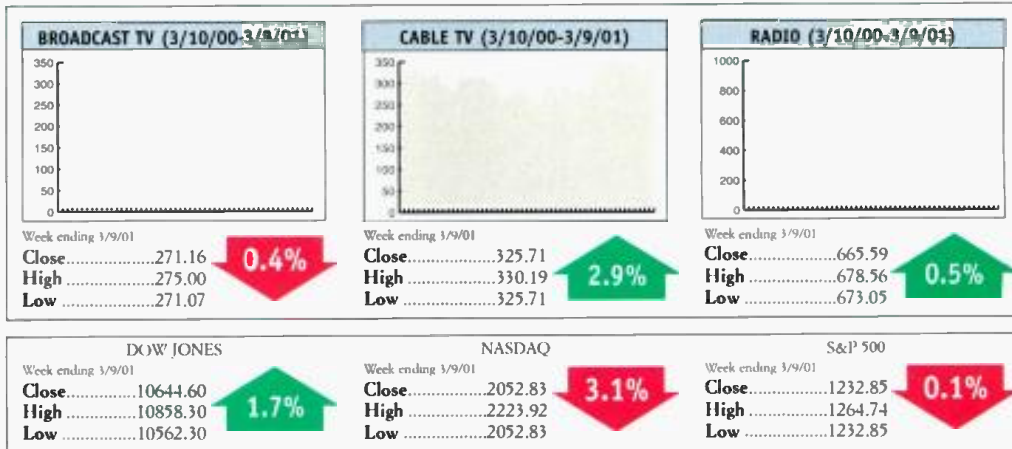 BROADCAST TV (3/10/00-3/9/01)
350
300
250
200
150
100
50
0
Week ending 3/9/01
Close...............271.16
High ................275.00
Low .................271.07
0.4%
CABLE TV (3/10/00-3/9/01)
350
300
250
200
150
100
50
0
Week ending 3/9/01
Close...............325.71
High ................330.19
Low .................325.71
2.9%
RADIO (3/10/00-3/9/01)
1000
800
600
400
200
0
Week ending 3/9/01
Close...............665.59
High ................678.56
Low .................673.05
0.5%
DOW JONES
Week ending 3/9/01
Close............10644.60
High .............10858.30
Low ..............10562.30
1.7%
NASDAQ
Week ending 3/9/01
Close..............2052.83
High ...............2223.92
Low ................2052.83
3.1%
S&P 500
Week ending 3/9/01
Close..............1232.85
High ...............1264.74
Low ................1232.85
0.1%